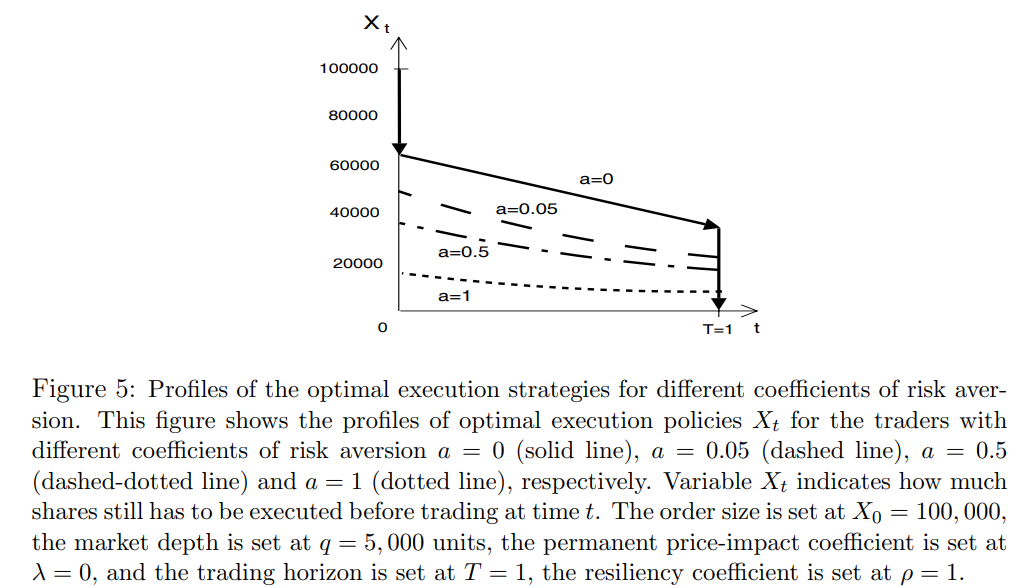 X t
100000
80000
60000
a=0
a=0.05
40000
a=0.5
20000
a=1
0
T=1 t
Figure 5: Profiles of the optimal execution strategies for different coefficients of risk aver-
sion. This figure shows the profiles of optimal execution policies Xₜ for the traders with
different coefficients of risk aversion a = 0 (solid line), a = 0.05 (dashed line), a = 0.5
(dashed-dotted line) and a = 1 (dotted line), respectively. Variable Xₜ indicates how much
shares still has to be executed before trading at time t. The order size is set at X₀ = 100, 000,
the market depth is set at q = 5, 000 units, the permanent price-impact coefficient is set at
λ = 0, and the trading horizon is set at T = 1, the resiliency coefficient is set at ρ = 1.